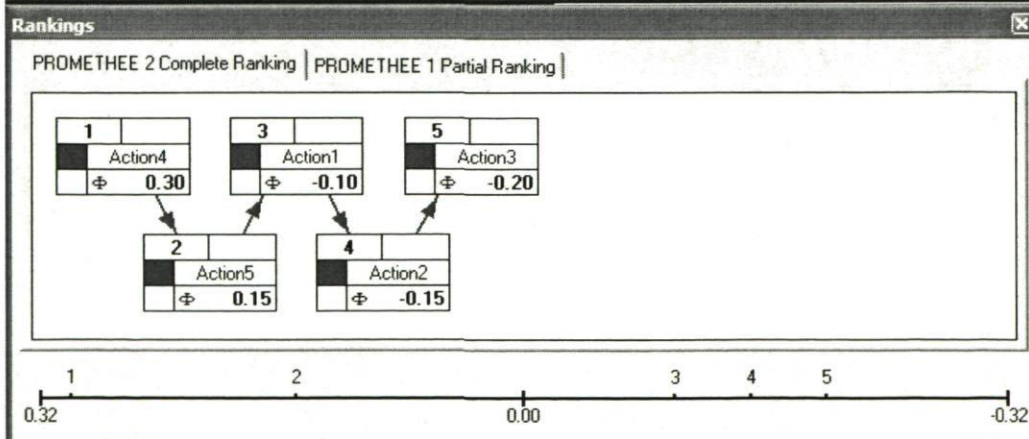 Rankings
PROMETHEE 2 Complete Ranking PROMETHEE 1 Partial Ranking
1
Action4
Φ 0.30
3
Action1
Φ -0.10
5
Action3
Φ -0.20
2
Action5
Φ 0.15
4
Action2
Φ -0.15
1 2 3 4 5
0.32 0.00 -0.32